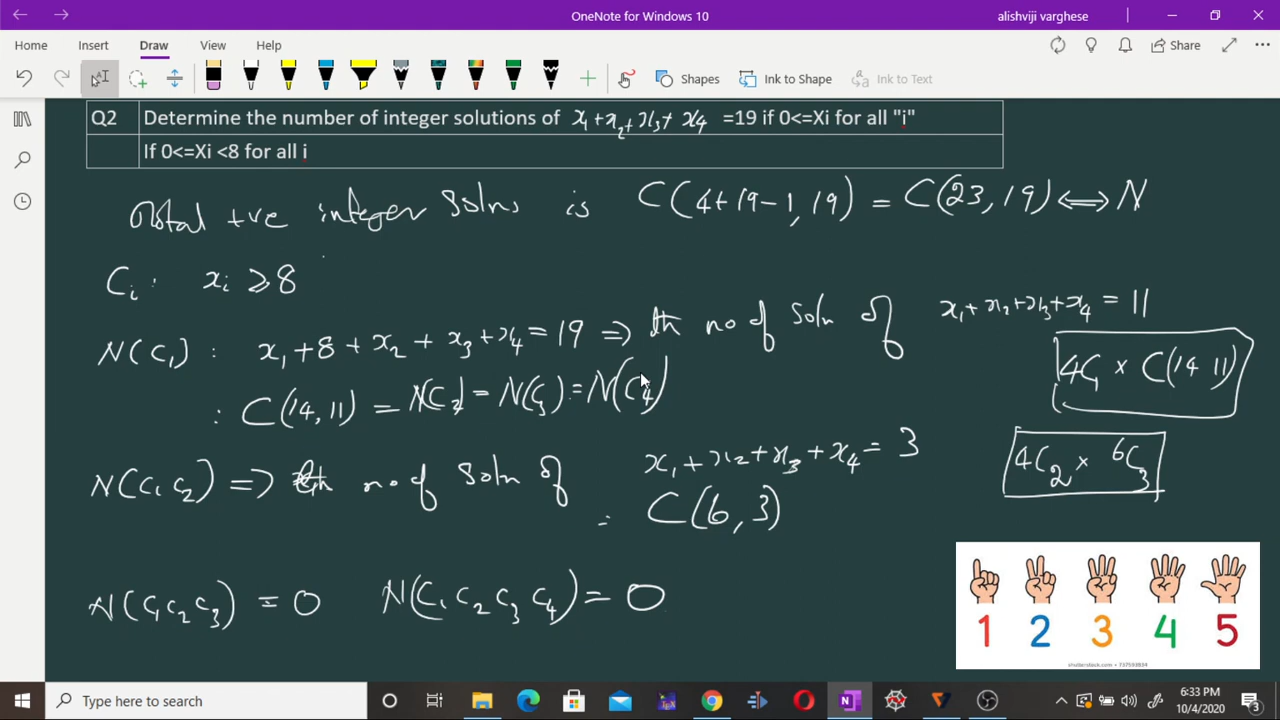 OneNote for Windows 10
alishviji varghese
Home Insert Draw View Help
Share
Shapes Ink to Shape Ink to Text
Q2 Determine the number of integer solutions of x₁+x₂+x₃+x₄ =19 if 0<=Xi for all "i"
If 0<=Xi <8 for all i
Total +ve integer Solns is C(4+19-1, 19) = C(23, 19) <=> N
Ci : xi ⩾ 8
N(C₁) : x₁+8+x₂+x₃+x₄ = 19 => th no of Soln of x₁+x₂+x₃+x₄ = 11
4C₁ × C(14 11)
: C(14, 11) = N(C₂) = N(C₃) = N(C₄)
N(C₁C₂) => th no of Soln of x₁+x₂+x₃+x₄ = 3
4C₂ × 6C₃
= C(6, 3)
N(C₁C₂C₃) = 0 N(C₁C₂C₃C₄) = 0
1 2 3 4 5
Type here to search
6:33 PM
10/4/2020
3